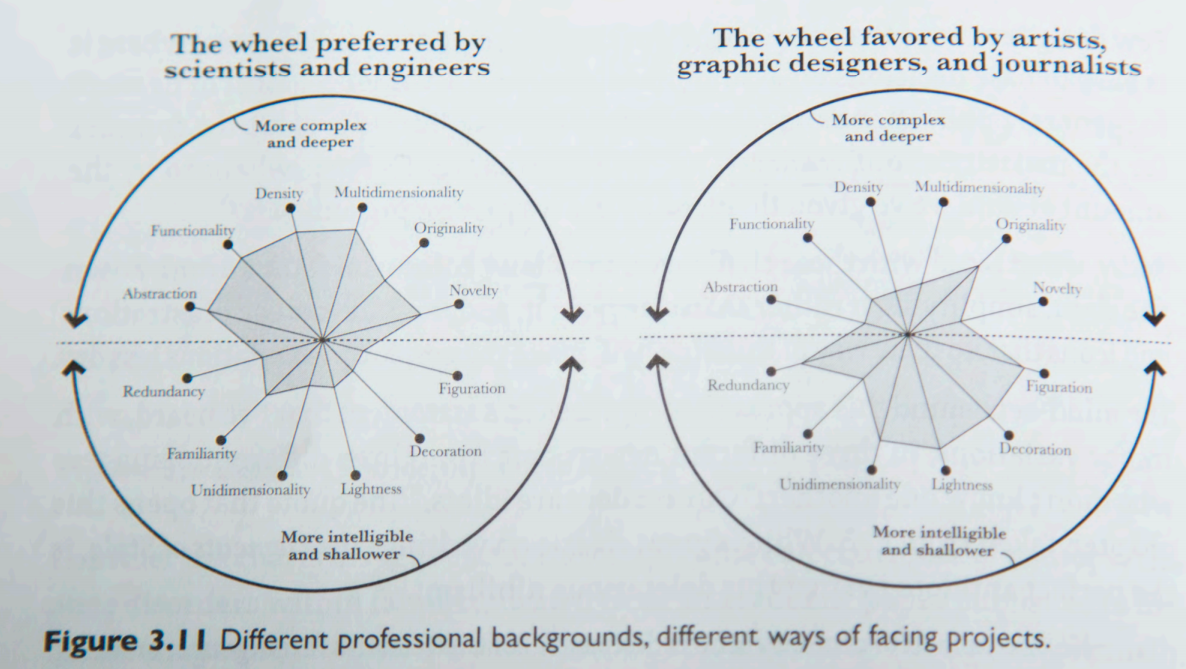 The wheel preferred by
scientists and engineers
More complex
and deeper
Density
Multidimensionality
Functionality
Originality
Abstraction
Novelty
Redundancy
Figuration
Familiarity
Decoration
Unidimensionality
Lightness
More intelligible
and shallower
The wheel favored by artists,
graphic designers, and journalists
More complex
and deeper
Density
Multidimensionality
Functionality
Originality
Abstraction
Novelty
Redundancy
Figuration
Familiarity
Decoration
Unidimensionality
Lightness
More intelligible
and shallower
Figure 3.11 Different professional backgrounds, different ways of facing projects.